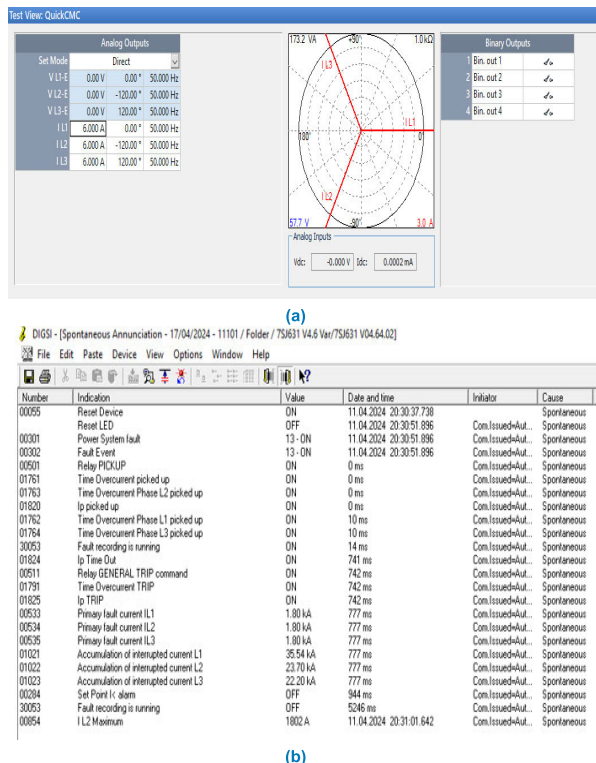 Test View: QuickCMC
Analog Outputs
Set Mode Direct
V L1-E 0.00 V 0.00 ° 50.000 Hz
V L2-E 0.00 V -120.00 ° 50.000 Hz
V L3-E 0.00 V 120.00 ° 50.000 Hz
I L1 6.000 A 0.00 ° 50.000 Hz
I L2 6.000 A -120.00 ° 50.000 Hz
I L3 6.000 A 120.00 ° 50.000 Hz
173.2 VA +90° 1.0kΩ
I L3
I L1
180° 0°
I L2
57.7 V -90° 3.0 A
Analog Inputs
Vdc: -0.000 V Idc: 0.0002 mA
Binary Outputs
1 Bin. out 1
2 Bin. out 2
3 Bin. out 3
4 Bin. out 4
(a)
DIGSI - [Spontaneous Annunciation - 17/04/2024 - 11101 / Folder / 7SJ631 V4.6 Var/7SJ631 V04.64.02]
File Edit Paste Device View Options Window Help
Number Indication Value Date and time Initiator Cause
00055 Reset Device ON 11.04.2024 20:30:37.738 Spontaneous
Reset LED OFF 11.04.2024 20:30:51.896 Com.Issued=Aut... Spontaneous
00301 Power System fault 13 - ON 11.04.2024 20:30:51.896 Com.Issued=Aut... Spontaneous
00302 Fault Event 13 - ON 11.04.2024 20:30:51.896 Com.Issued=Aut... Spontaneous
00501 Relay PICKUP ON 0 ms Com.Issued=Aut... Spontaneous
01761 Time Overcurrent picked up ON 0 ms Com.Issued=Aut... Spontaneous
01763 Time Overcurrent Phase L2 picked up ON 0 ms Com.Issued=Aut... Spontaneous
01820 Ip picked up ON 0 ms Com.Issued=Aut... Spontaneous
01762 Time Overcurrent Phase L1 picked up ON 10 ms Com.Issued=Aut... Spontaneous
01764 Time Overcurrent Phase L3 picked up ON 10 ms Com.Issued=Aut... Spontaneous
30053 Fault recording is running ON 14 ms Com.Issued=Aut... Spontaneous
01824 Ip Time Out ON 741 ms Com.Issued=Aut... Spontaneous
00511 Relay GENERAL TRIP command ON 742 ms Com.Issued=Aut... Spontaneous
01791 Time Overcurrent TRIP ON 742 ms Com.Issued=Aut... Spontaneous
01825 Ip TRIP ON 742 ms Com.Issued=Aut... Spontaneous
00533 Primary fault current IL1 1.80 kA 777 ms Com.Issued=Aut... Spontaneous
00534 Primary fault current IL2 1.80 kA 777 ms Com.Issued=Aut... Spontaneous
00535 Primary fault current IL3 1.80 kA 777 ms Com.Issued=Aut... Spontaneous
01021 Accumulation of interrupted current L1 35.54 kA 777 ms Com.Issued=Aut... Spontaneous
01022 Accumulation of interrupted current L2 23.70 kA 777 ms Com.Issued=Aut... Spontaneous
01023 Accumulation of interrupted current L3 22.20 kA 777 ms Com.Issued=Aut... Spontaneous
00284 Set Point I< alarm OFF 944 ms Com.Issued=Aut... Spontaneous
30053 Fault recording is running OFF 5246 ms Com.Issued=Aut... Spontaneous
00854 I L2 Maximum 1802 A 11.04.2024 20:31:01.642 Com.Issued=Aut... Spontaneous
(b)